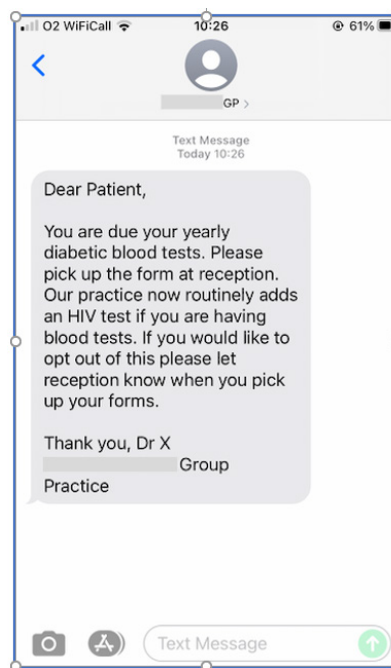 O2 WiFiCall 10:26 61%
GP >
Text Message
Today 10:26
Dear Patient,
You are due your yearly
diabetic blood tests. Please
pick up the form at reception.
Our practice now routinely adds
an HIV test if you are having
blood tests. If you would like to
opt out of this please let
reception know when you pick
up your forms.
Thank you, Dr X
Group
Practice
Text Message